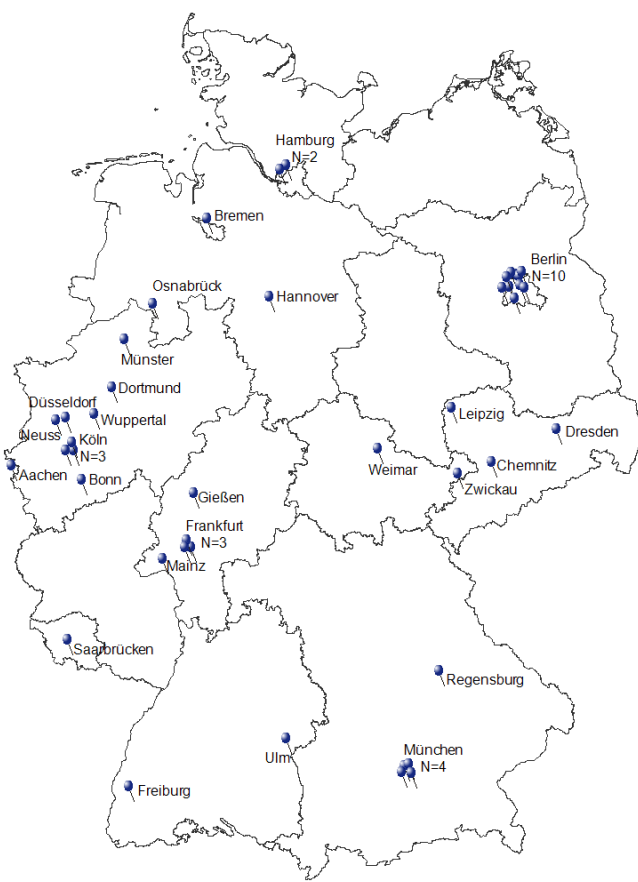 Hamburg
N=2
Bremen
Berlin
N=10
Osnabrück
Hannover
Münster
Dortmund
Düsseldorf
Wuppertal
Leipzig
Neuss
Köln
N=3
Dresden
Weimar
Aachen
Bonn
Chemnitz
Zwickau
Gießen
Frankfurt
N=3
Mainz
Saarbrücken
Regensburg
Ulm
München
N=4
Freiburg